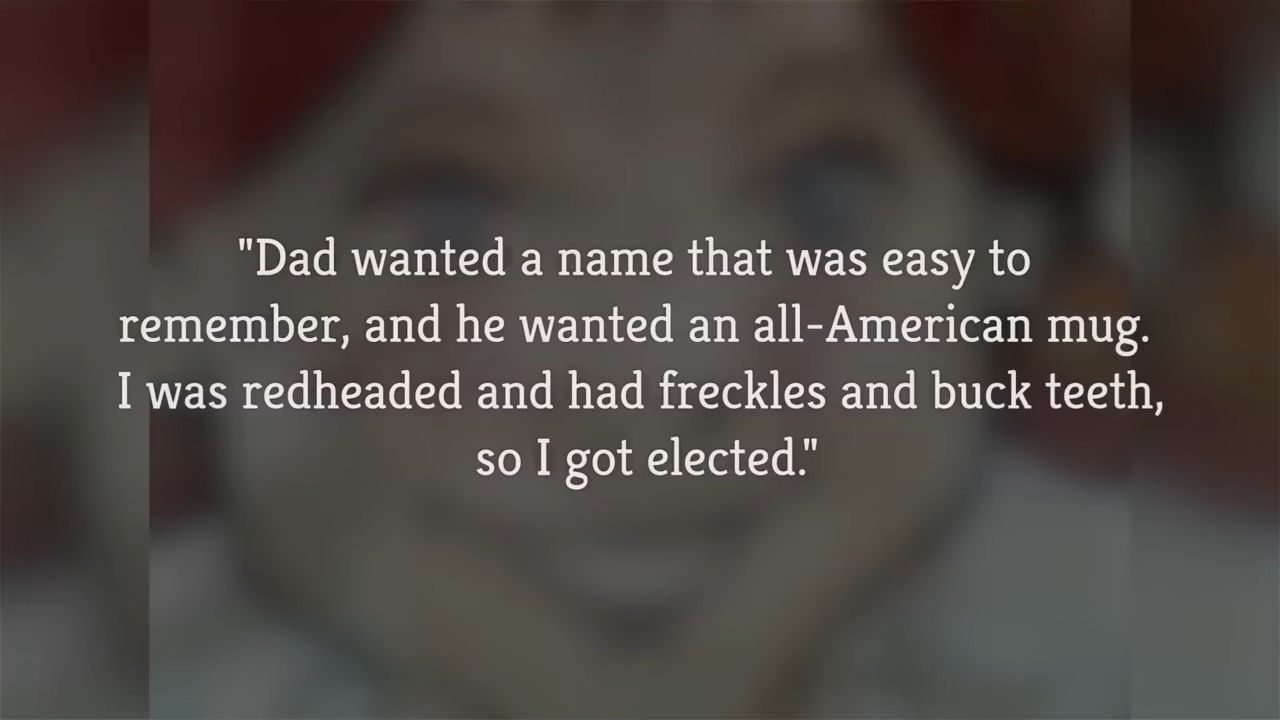 "Dad wanted a name that was easy to
remember, and he wanted an all-American mug.
I was redheaded and had freckles and buck teeth,
so I got elected."